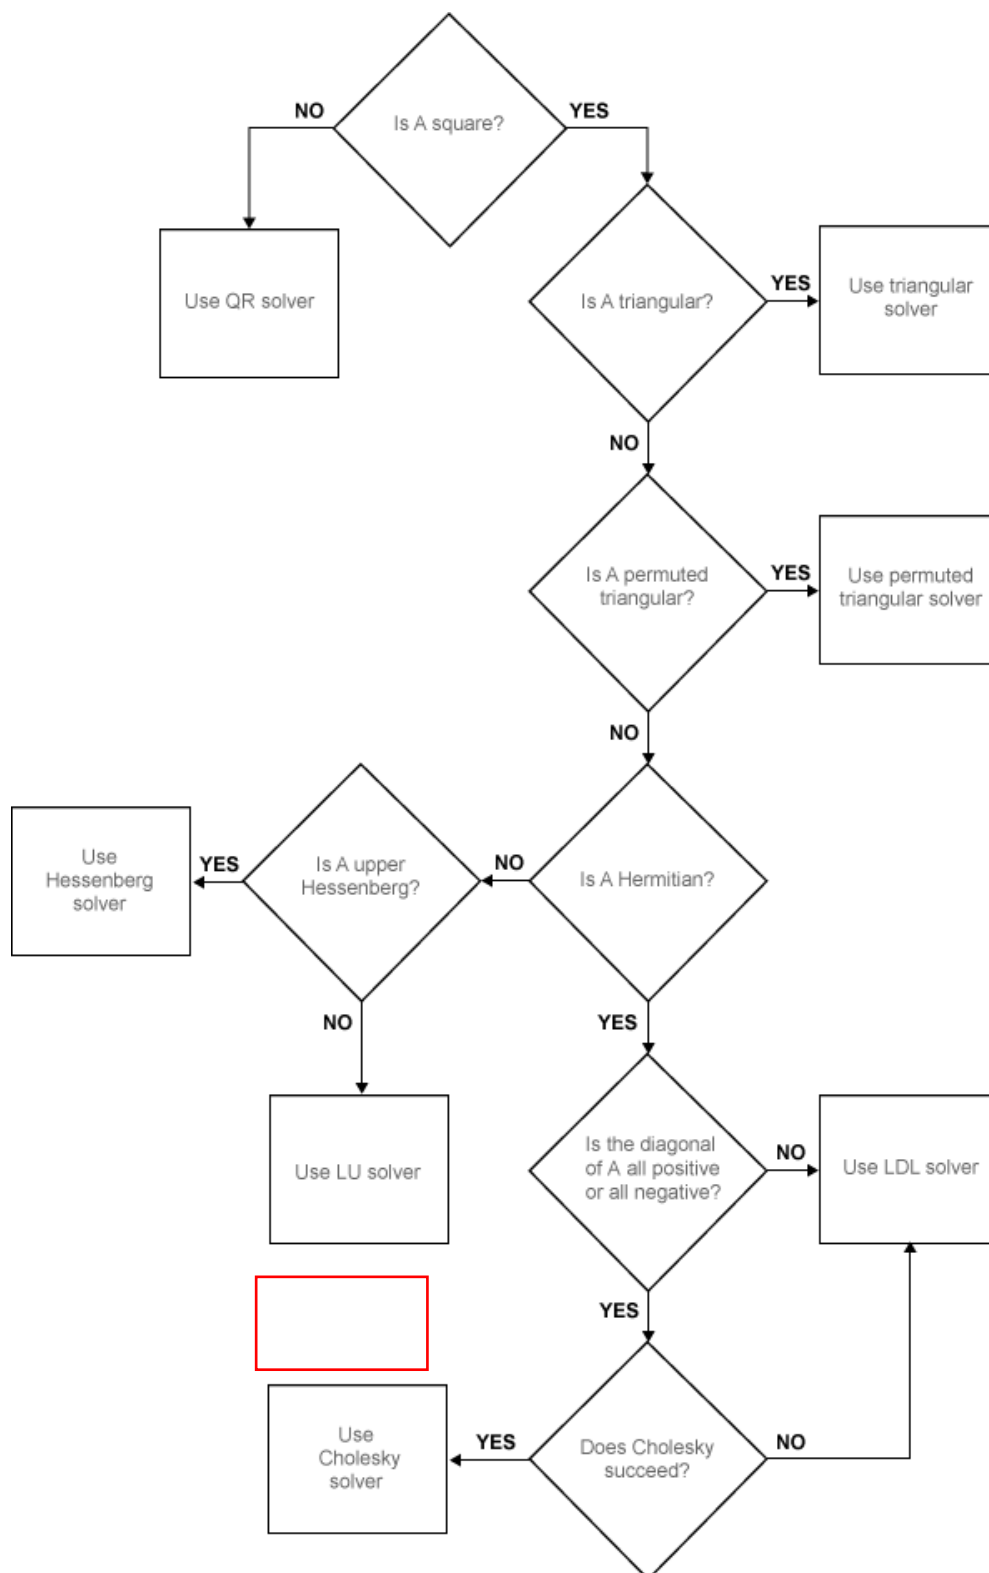 NO
YES
Is A square?
Use QR solver
Is A triangular?
YES
Use triangular
solver
NO
Is A permuted
triangular?
YES
Use permuted
triangular solver
NO
Use
Hessenberg
solver
YES
Is A upper
Hessenberg?
NO
Is A Hermitian?
NO
YES
Use LU solver
Is the diagonal
of A all positive
or all negative?
NO
Use LDL solver
YES
Use
Cholesky
solver
YES
Does Cholesky
succeed?
NO